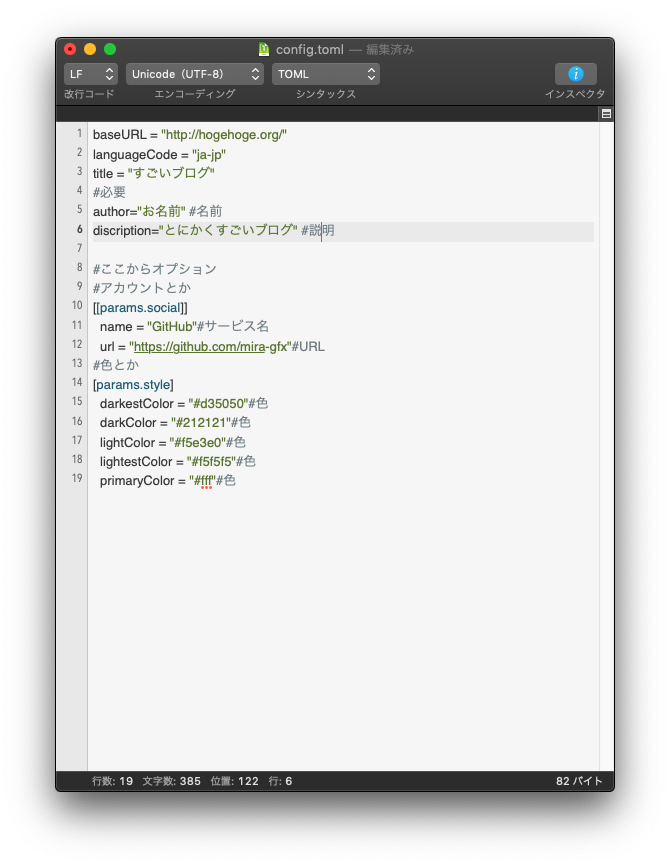 config.toml — 編集済み
LF Unicode（UTF-8） TOML
改行コード エンコーディング シンタックス インスペクタ
1 baseURL = "http://hogehoge.org/"
2 languageCode = "ja-jp"
3 title = "すごいブログ"
4 #必要
5 author="お名前" #名前
6 discription="とにかくすごいブログ" #説明
7
8 #ここからオプション
9 #アカウントとか
10 [[params.social]]
11 name = "GitHub"#サービス名
12 url = "https://github.com/mira-gfx"#URL
13 #色とか
14 [params.style]
15 darkestColor = "#d35050"#色
16 darkColor = "#212121"#色
17 lightColor = "#f5e3e0"#色
18 lightestColor = "#f5f5f5"#色
19 primaryColor = "#fff"#色
行数: 19 文字数: 385 位置: 122 行: 6 82 バイト